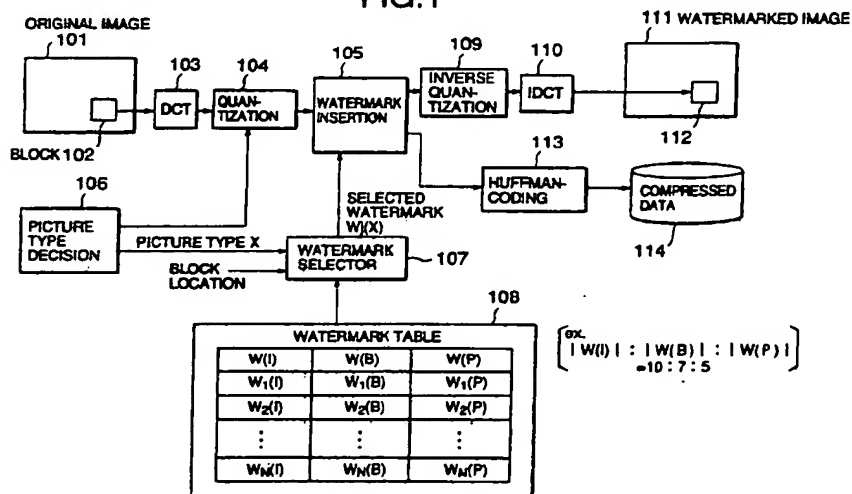 FIG.1
ORIGINAL IMAGE
101
BLOCK 102
103
DCT
104
QUAN-
TIZATION
105
WATERMARK
INSERTION
109
INVERSE
QUANTIZATION
110
IDCT
111 WATERMARKED IMAGE
112
113
HUFFMAN-
CODING
COMPRESSED
DATA
114
106
PICTURE
TYPE
DECISION
PICTURE TYPE X
BLOCK
LOCATION
SELECTED
WATERMARK
Wj(X)
WATERMARK
SELECTOR
107
108
WATERMARK TABLE
W(I) W(B) W(P)
W1(I) W1(B) W1(P)
W2(I) W2(B) W2(P)
⋮ ⋮ ⋮
WN(I) WN(B) WN(P)
ex.
| W(I) | : | W(B) | : | W(P) |
=10 : 7 : 5